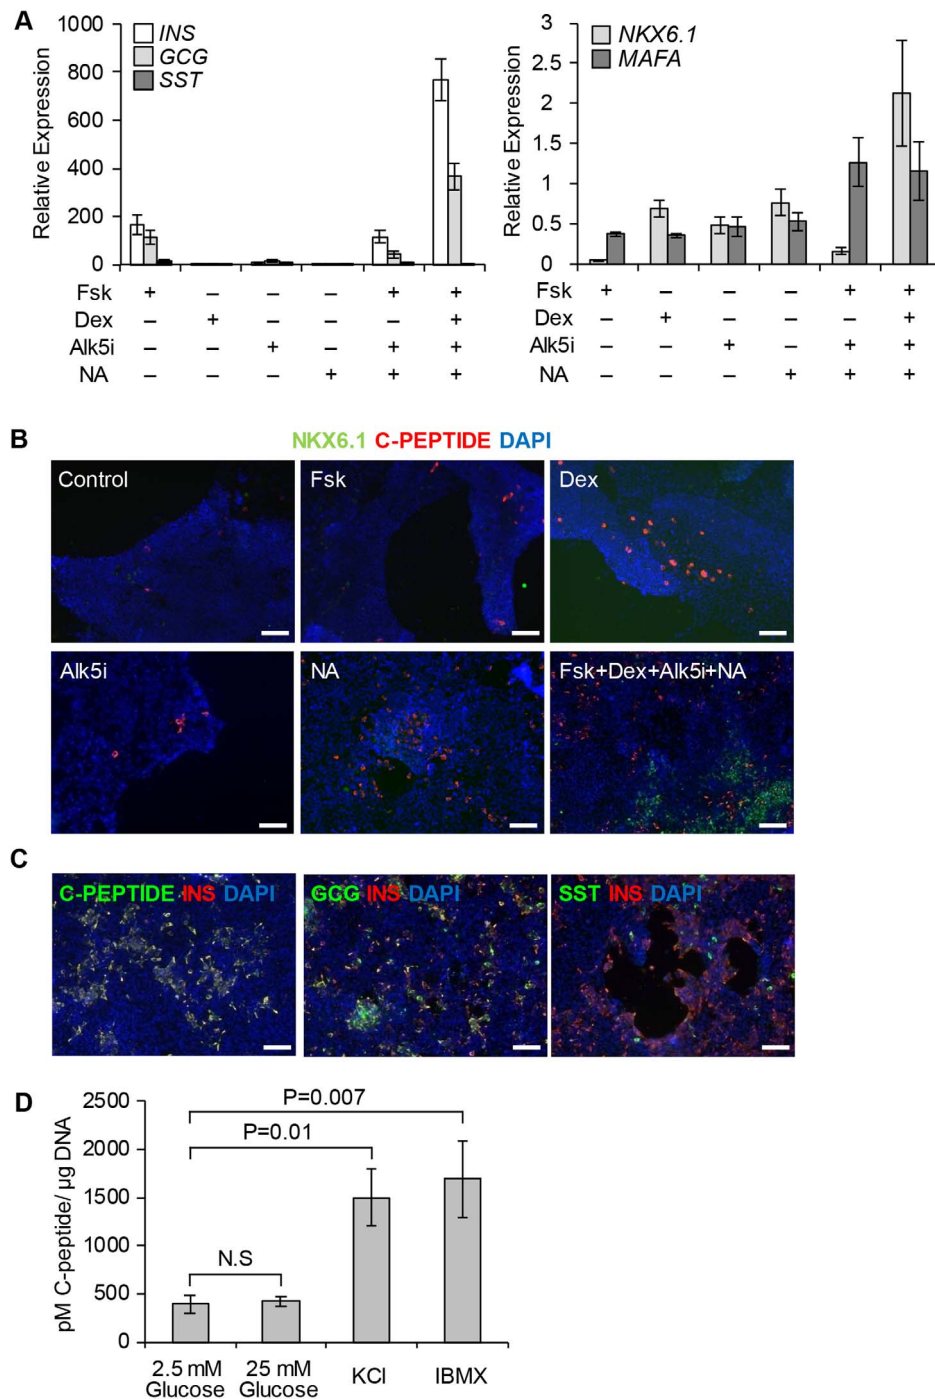 A
1000
800
600
400
200
0
Relative Expression
INS
GCG
SST
Fsk + – – – + +
Dex – + – – – +
Alk5i – – + – + +
NA – – – + + +
3
2.5
2
1.5
1
0.5
0
Relative Expression
NKX6.1
MAFA
Fsk + – – – + +
Dex – + – – – +
Alk5i – – + – + +
NA – – – + + +
B
NKX6.1 C-PEPTIDE DAPI
Control
Fsk
Dex
Alk5i
NA
Fsk+Dex+Alk5i+NA
C
C-PEPTIDE INS DAPI
GCG INS DAPI
SST INS DAPI
D
2500
2000
1500
1000
500
0
pM C-peptide/ μg DNA
P=0.007
P=0.01
N.S
2.5 mM
Glucose
25 mM
Glucose
KCl
IBMX